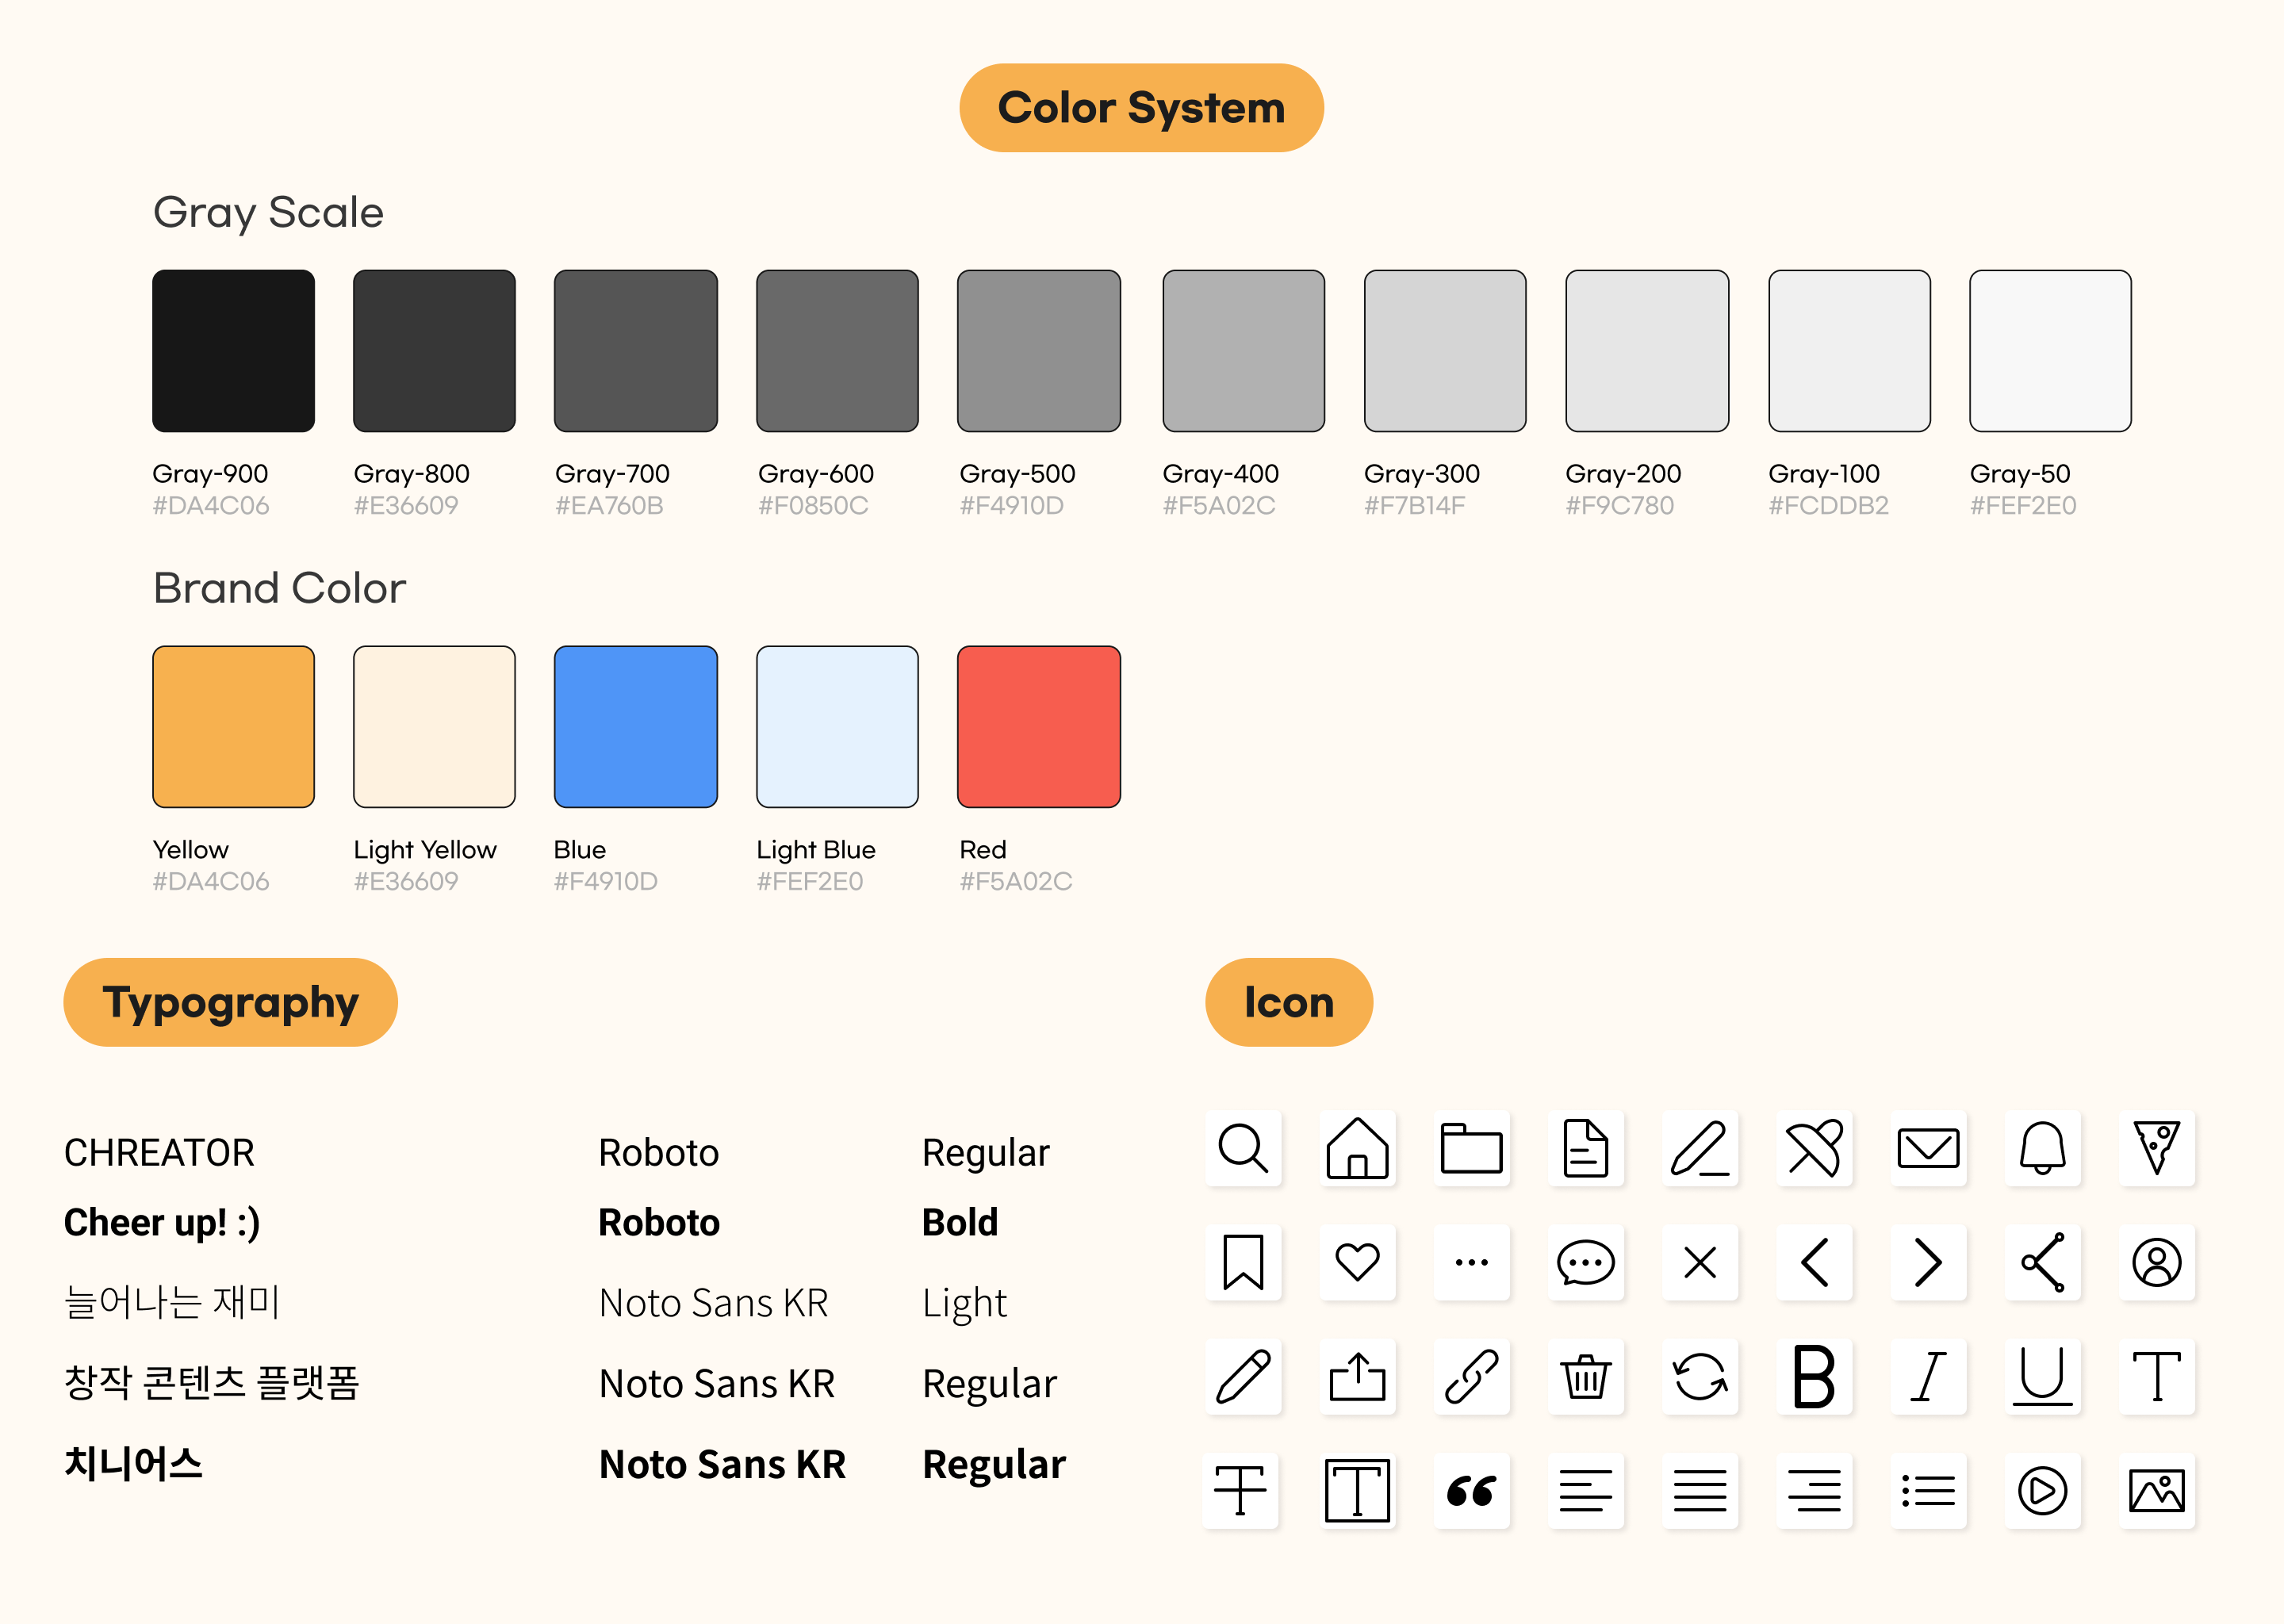 Color System
Gray Scale
Gray-900 Gray-800 Gray-700 Gray-600 Gray-500 Gray-400 Gray-300 Gray-200 Gray-100 Gray-50
#DA4C06 #E36609 #EA760B #F0850C #F4910D #F5A02C #F7B14F #F9C780 #FCDDB2 #FEF2E0
Brand Color
Yellow Light Yellow Blue Light Blue Red
#DA4C06 #E36609 #F4910D #FEF2E0 #F5A02C
Typography
CHREATOR Roboto Regular
Cheer up! :) Roboto Bold
늘어나는 재미 Noto Sans KR Light
창작 콘텐츠 플랫폼 Noto Sans KR Regular
치니어스 Noto Sans KR Regular
Icon
B I U T
T T